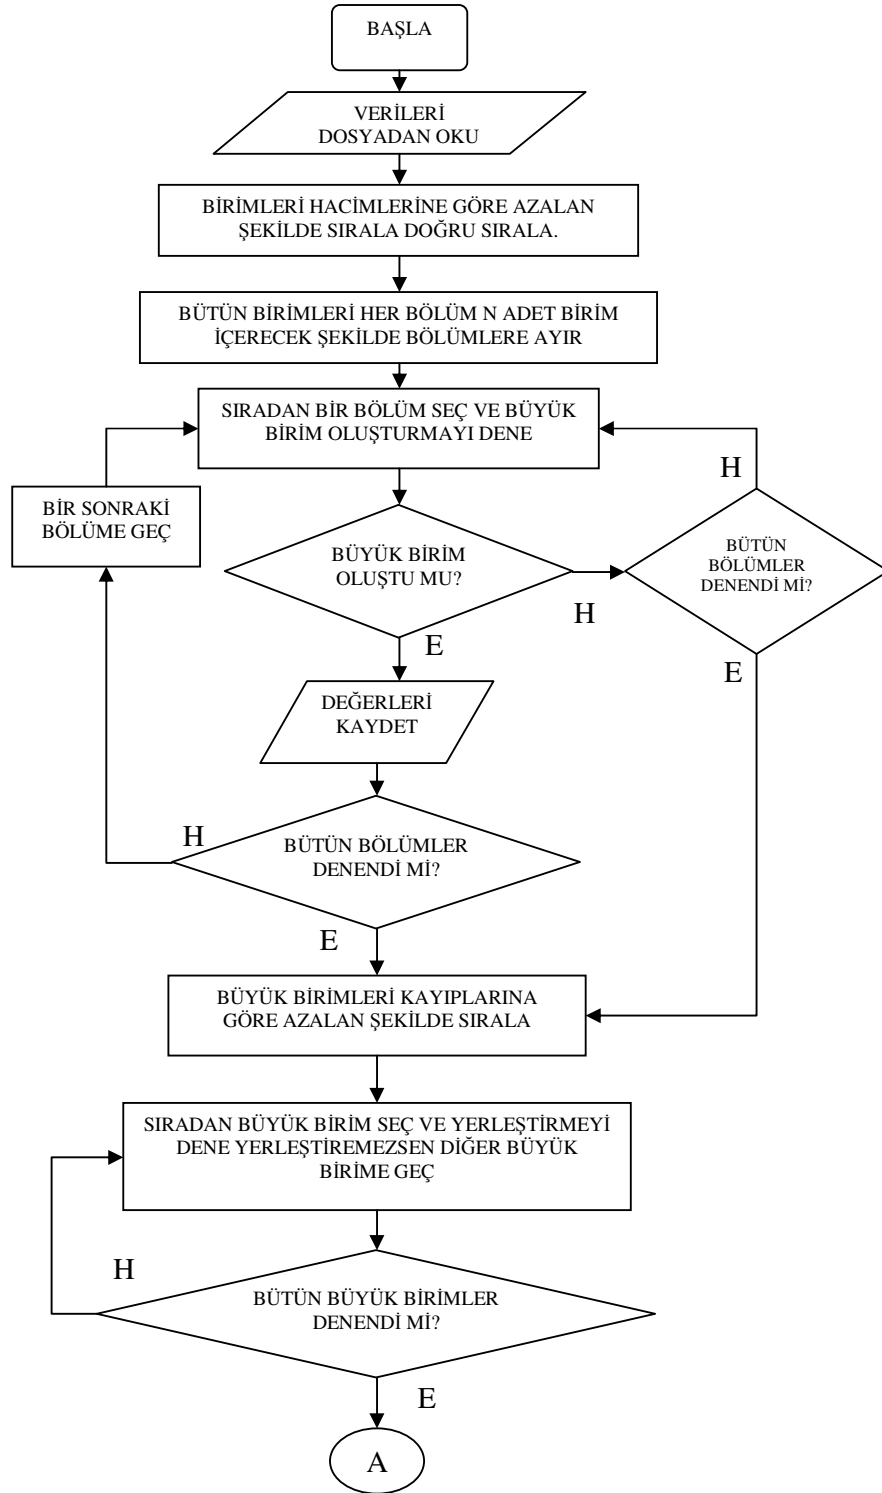 BAŞLA
VERİLERİ
DOSYADAN OKU
BİRİMLERİ HACİMLERİNE GÖRE AZALAN
ŞEKİLDE SIRALA DOĞRU SIRALA.
BÜTÜN BİRİMLERİ HER BÖLÜM N ADET BİRİM
İÇERECEK ŞEKİLDE BÖLÜMLERE AYIR
SIRADAN BİR BÖLÜM SEÇ VE BÜYÜK
BİRİM OLUŞTURMAYI DENE
H
BİR SONRAKİ
BÖLÜME GEÇ
BÜYÜK BİRİM
OLUŞTU MU?
BÜTÜN
BÖLÜMLER
DENENDİ Mİ?
H
E
E
DEĞERLERİ
KAYDET
H
BÜTÜN BÖLÜMLER
DENENDİ Mİ?
E
BÜYÜK BİRİMLERİ KAYIPLARINA
GÖRE AZALAN ŞEKİLDE SIRALA
SIRADAN BÜYÜK BİRİM SEÇ VE YERLEŞTİRMEYİ
DENE YERLEŞTİREMEZSEN DİĞER BÜYÜK
BİRİME GEÇ
H
BÜTÜN BÜYÜK BİRİMLER
DENENDİ Mİ?
E
A